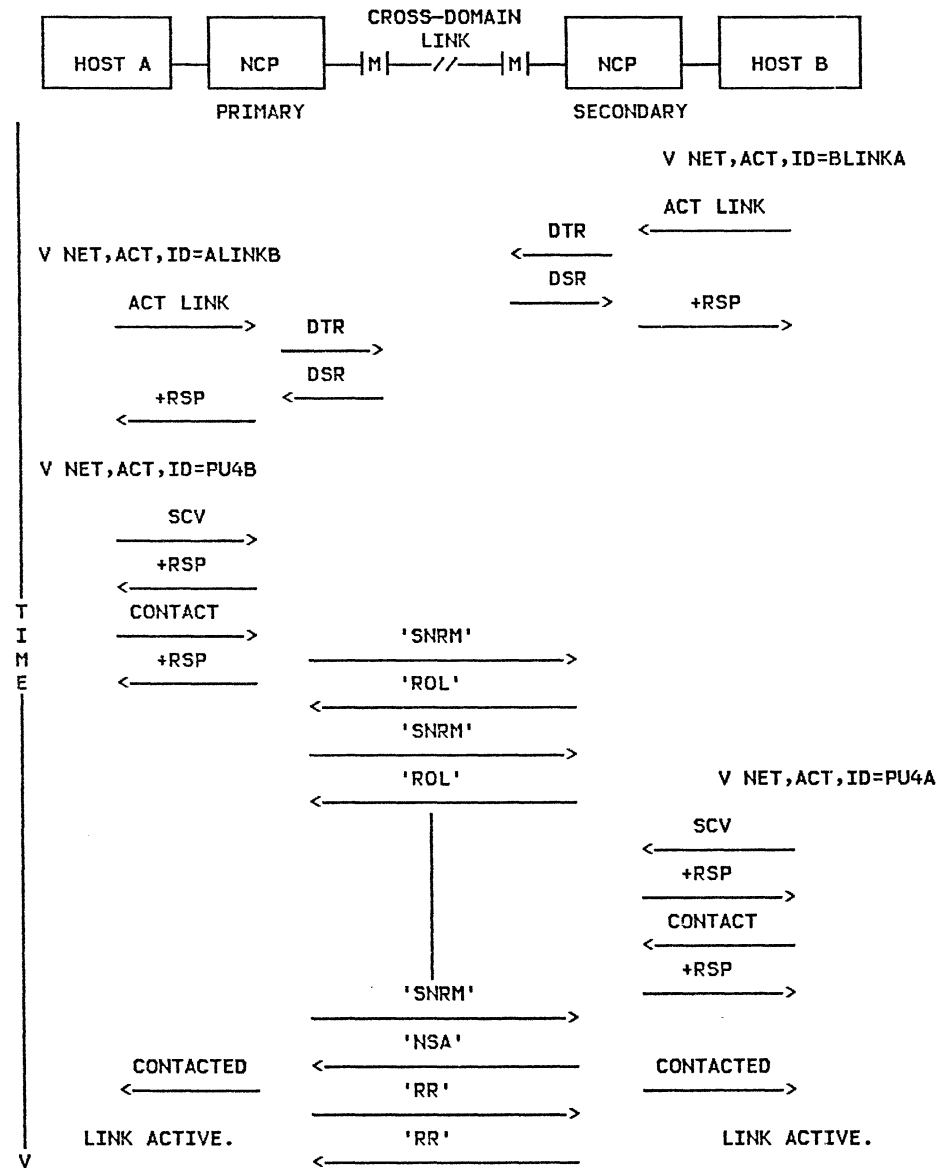 CROSS-DOMAIN
LINK
HOST A NCP |M| // |M| NCP HOST B
PRIMARY SECONDARY
V NET,ACT,ID=BLINKA
ACT LINK
DTR
V NET,ACT,ID=ALINKB
DSR
ACT LINK +RSP
DTR
DSR
+RSP
V NET,ACT,ID=PU4B
SCV
+RSP
CONTACT
'SNRM'
+RSP
'ROL'
'SNRM'
'ROL' V NET,ACT,ID=PU4A
SCV
+RSP
CONTACT
+RSP
'SNRM'
'NSA'
CONTACTED CONTACTED
'RR'
LINK ACTIVE. 'RR' LINK ACTIVE.
T
I
M
E
V